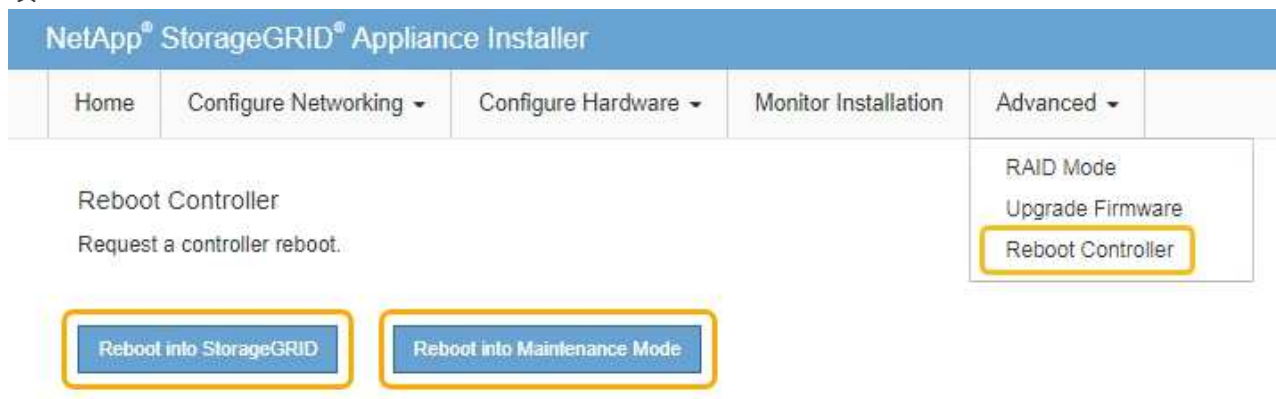 NetApp® StorageGRID® Appliance Installer
Home
Configure Networking
Configure Hardware
Monitor Installation
Advanced
RAID Mode
Upgrade Firmware
Reboot Controller
Reboot Controller
Request a controller reboot.
Reboot into StorageGRID
Reboot into Maintenance Mode